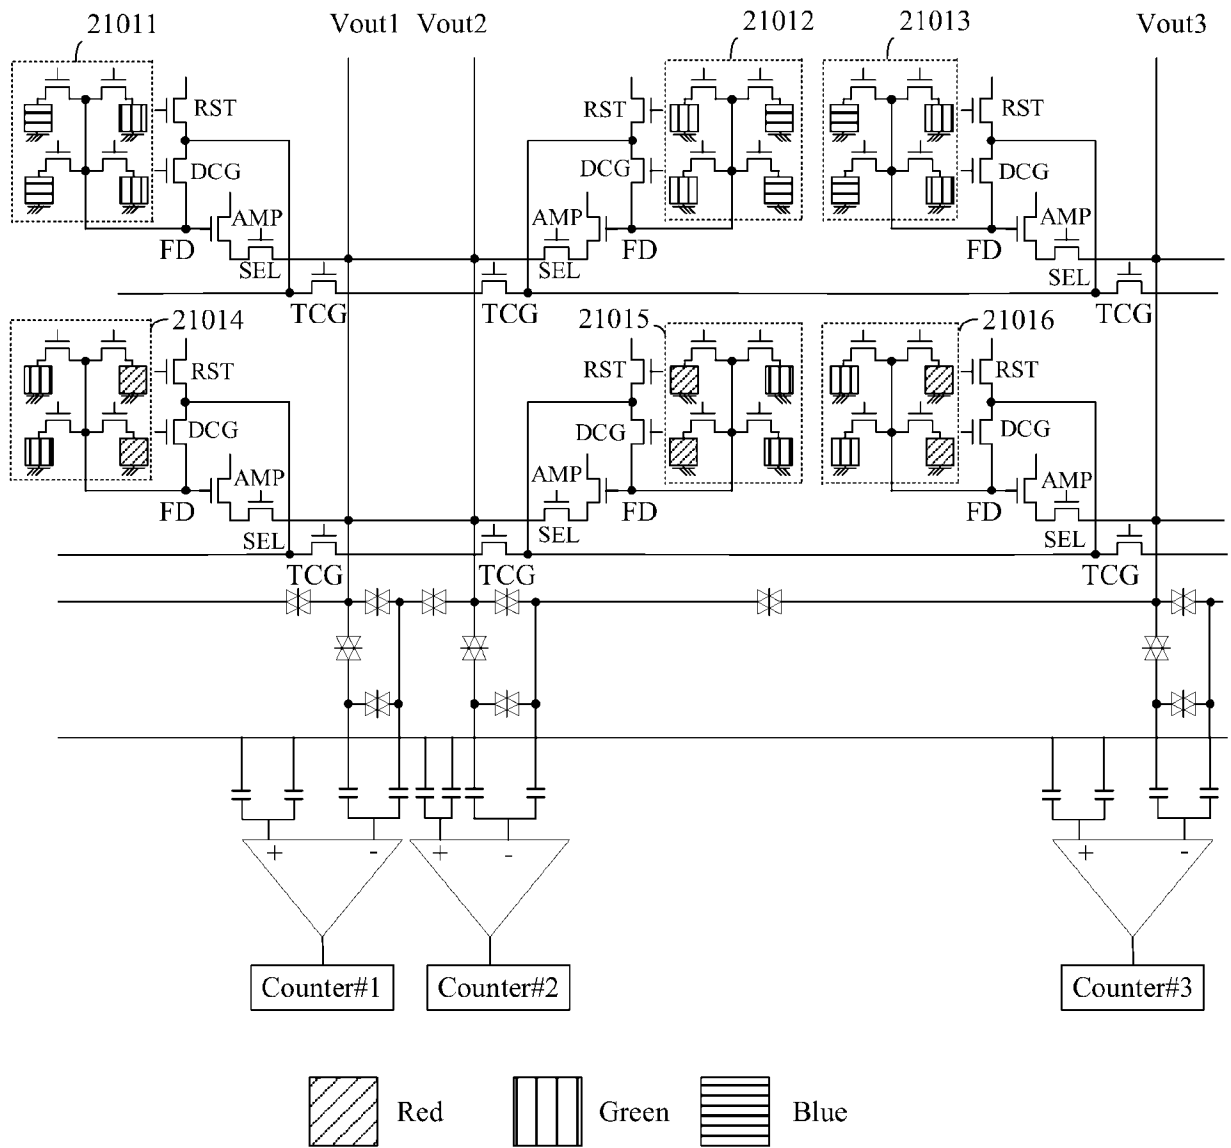 21011 Vout1 Vout2 21012 21013 Vout3
RST RST RST
DCG DCG DCG
AMP AMP AMP
FD SEL SEL FD FD SEL
TCG TCG TCG
21014 21015 21016
RST RST RST
DCG DCG DCG
AMP AMP AMP
FD SEL SEL FD FD SEL
TCG TCG TCG
+ - + - + -
Counter#1 Counter#2 Counter#3
Red Green Blue